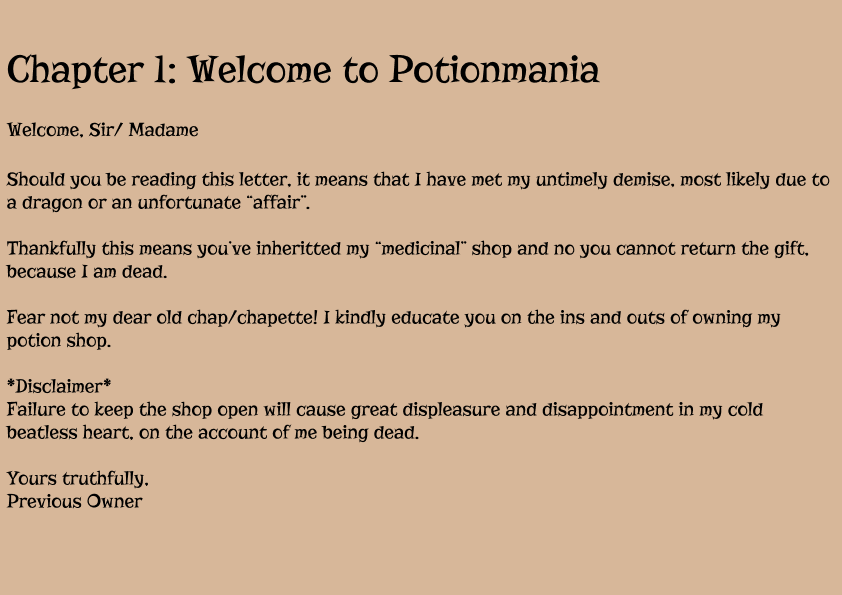 Chapter 1: Welcome to Potionmania
Welcome, Sir/ Madame
Should you be reading this letter, it means that I have met my untimely demise, most likely due to
a dragon or an unfortunate "affair".
Thankfully this means you've inheritted my "medicinal" shop and no you cannot return the gift,
because I am dead.
Fear not my dear old chap/chapette! I kindly educate you on the ins and outs of owning my
potion shop.
*Disclaimer*
Failure to keep the shop open will cause great displeasure and disappointment in my cold
beatless heart, on the account of me being dead.
Yours truthfully,
Previous Owner